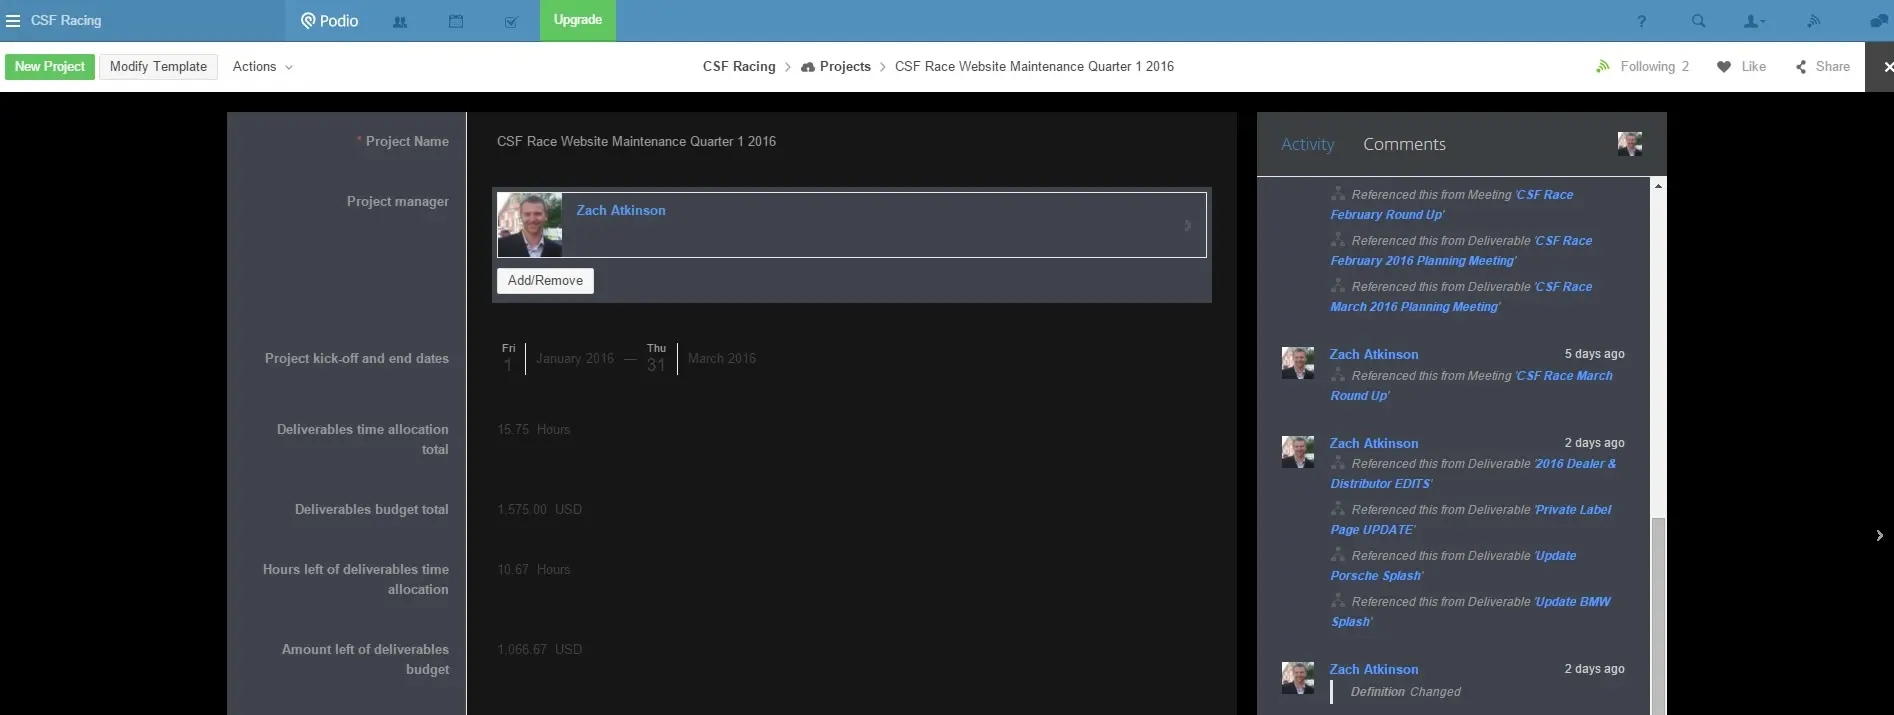 CSF Racing
Podio
Upgrade
?
New Project
Modify Template
Actions
CSF Racing > Projects > CSF Race Website Maintenance Quarter 1 2016
Following 2
Like
Share
* Project Name
CSF Race Website Maintenance Quarter 1 2016
Project manager
Zach Atkinson
Add/Remove
Project kick-off and end dates
Fri
1
January 2016
—
Thu
31
March 2016
Deliverables time allocation
total
15.75 Hours
Deliverables budget total
1,575.00 USD
Hours left of deliverables time
allocation
10.67 Hours
Amount left of deliverables
budget
1,066.67 USD
Activity
Comments
Referenced this from Meeting 'CSF Race
February Round Up'
Referenced this from Deliverable 'CSF Race
February 2016 Planning Meeting'
Referenced this from Deliverable 'CSF Race
March 2016 Planning Meeting'
Zach Atkinson
5 days ago
Referenced this from Meeting 'CSF Race March
Round Up'
Zach Atkinson
2 days ago
Referenced this from Deliverable '2016 Dealer &
Distributor EDITS'
Referenced this from Deliverable 'Private Label
Page UPDATE'
Referenced this from Deliverable 'Update
Porsche Splash'
Referenced this from Deliverable 'Update BMW
Splash'
Zach Atkinson
2 days ago
Definition Changed